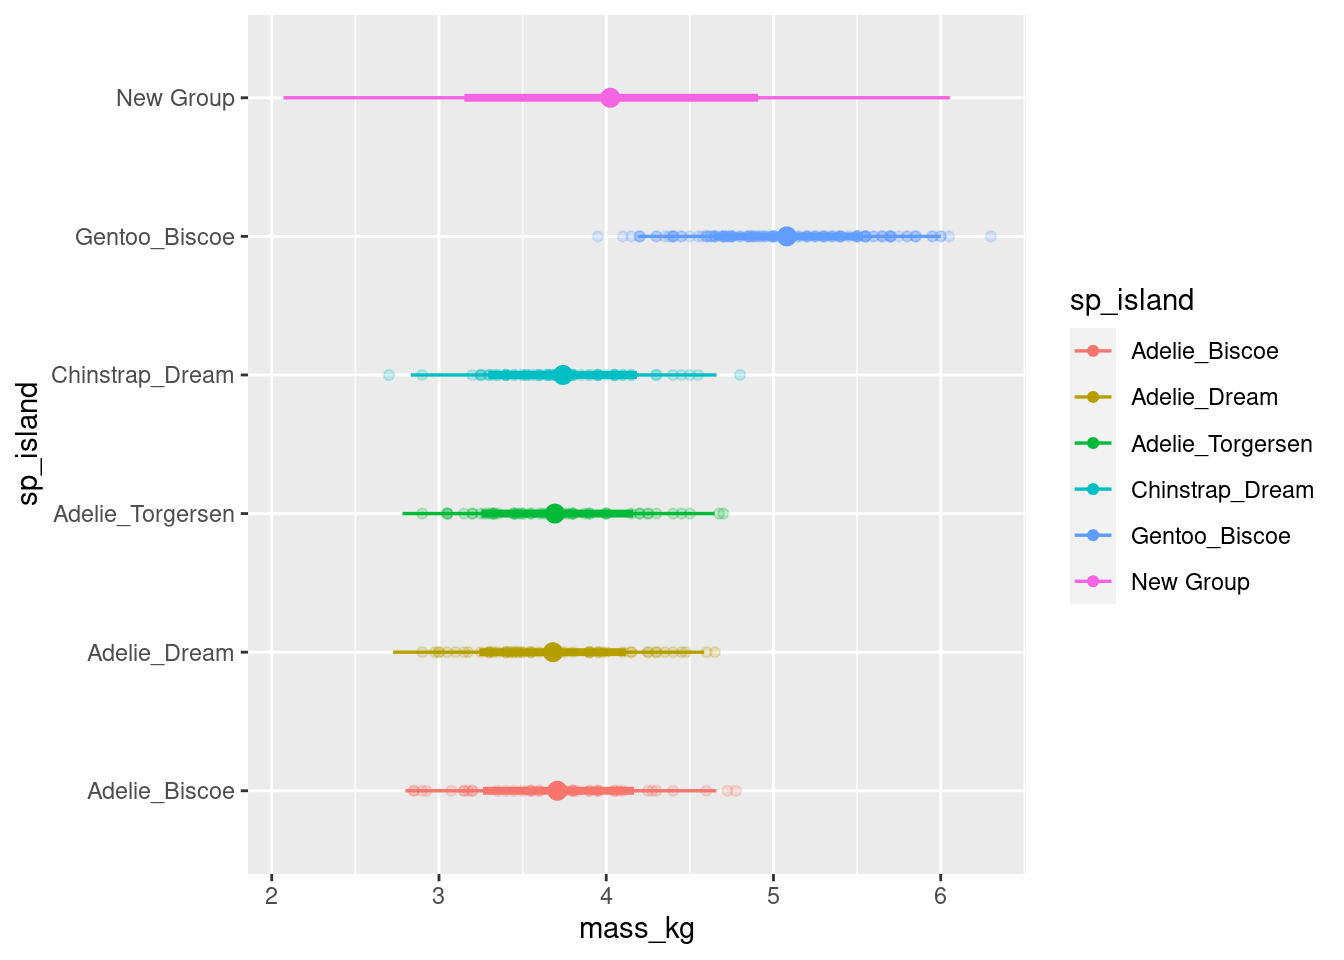 New Group
Gentoo_Biscoe
Chinstrap_Dream
Adelie_Torgersen
Adelie_Dream
Adelie_Biscoe
sp_island
2 3 4 5 6
mass_kg
sp_island
Adelie_Biscoe
Adelie_Dream
Adelie_Torgersen
Chinstrap_Dream
Gentoo_Biscoe
New Group